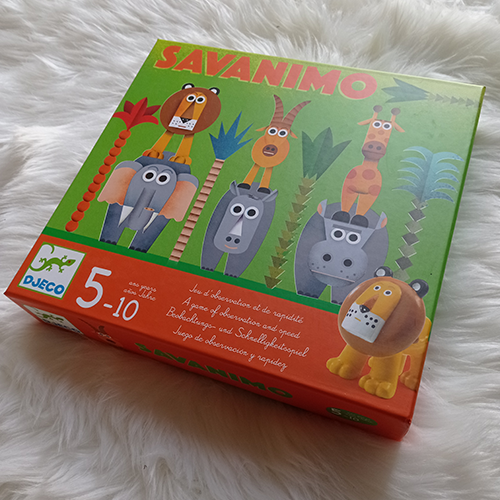 SAVANIMO
DJECO
5-10
ans years
años Jahre
Jeu d'observation et de rapidité
A game of observation and speed
Beobachtungs- und Schnelligkeitsspiel
Juego de observación y rapidez
SAVANIMO